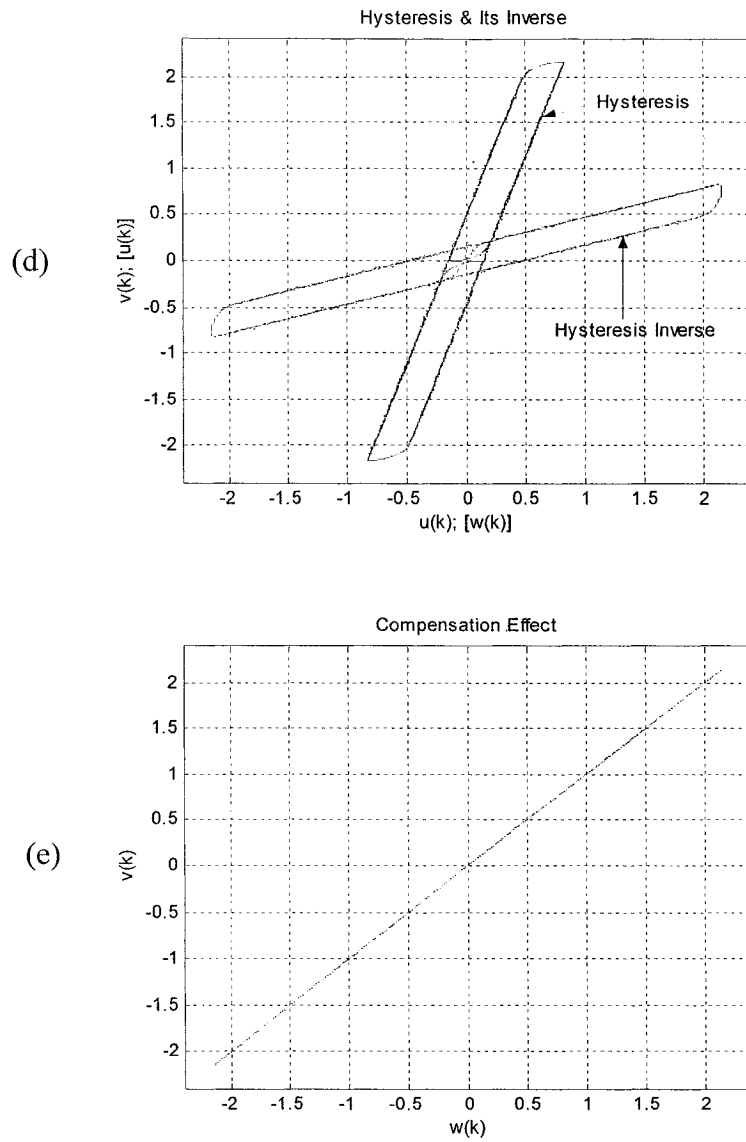 Hysteresis & Its Inverse
2
1.5
1
0.5
0
-0.5
-1
-1.5
-2
v(k); [u(k)]
(d)
Hysteresis
Hysteresis Inverse
-2 -1.5 -1 -0.5 0 0.5 1 1.5 2
u(k); [w(k)]
Compensation Effect
2
1.5
1
0.5
0
-0.5
-1
-1.5
-2
v(k)
(e)
-2 -1.5 -1 -0.5 0 0.5 1 1.5 2
w(k)